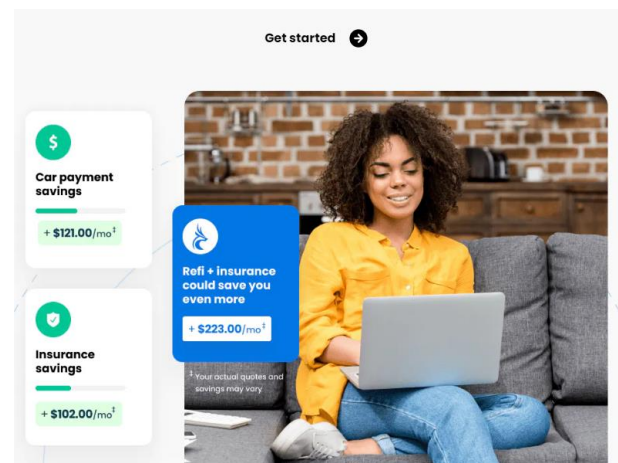 Get started
Car payment
savings
+ $121.00/mo‡
Refi + insurance
could save you
even more
+ $223.00/mo‡
‡ Your actual quotes and
savings may vary
Insurance
savings
+ $102.00/mo‡